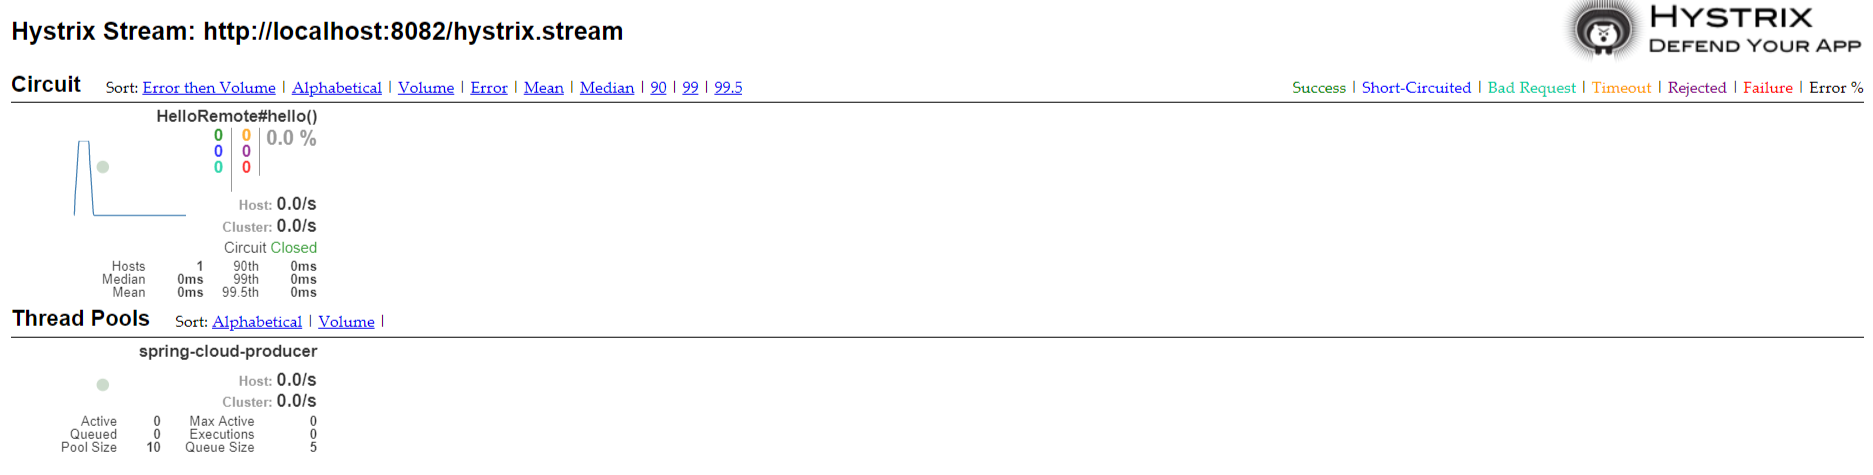 Hystrix Stream: http://localhost:8082/hystrix.stream
HYSTRIX
DEFEND YOUR APP
Circuit Sort: Error then Volume | Alphabetical | Volume | Error | Mean | Median | 90 | 99 | 99.5
Success | Short-Circuited | Bad Request | Timeout | Rejected | Failure | Error %
HelloRemote#hello()
0 0 0.0 %
0 0
0 0
Host: 0.0/s
Cluster: 0.0/s
Circuit Closed
Hosts 1 90th 0ms
Median 0ms 99th 0ms
Mean 0ms 99.5th 0ms
Thread Pools Sort: Alphabetical | Volume |
spring-cloud-producer
Host: 0.0/s
Cluster: 0.0/s
Active 0 Max Active 0
Queued 0 Executions 0
Pool Size 10 Queue Size 5